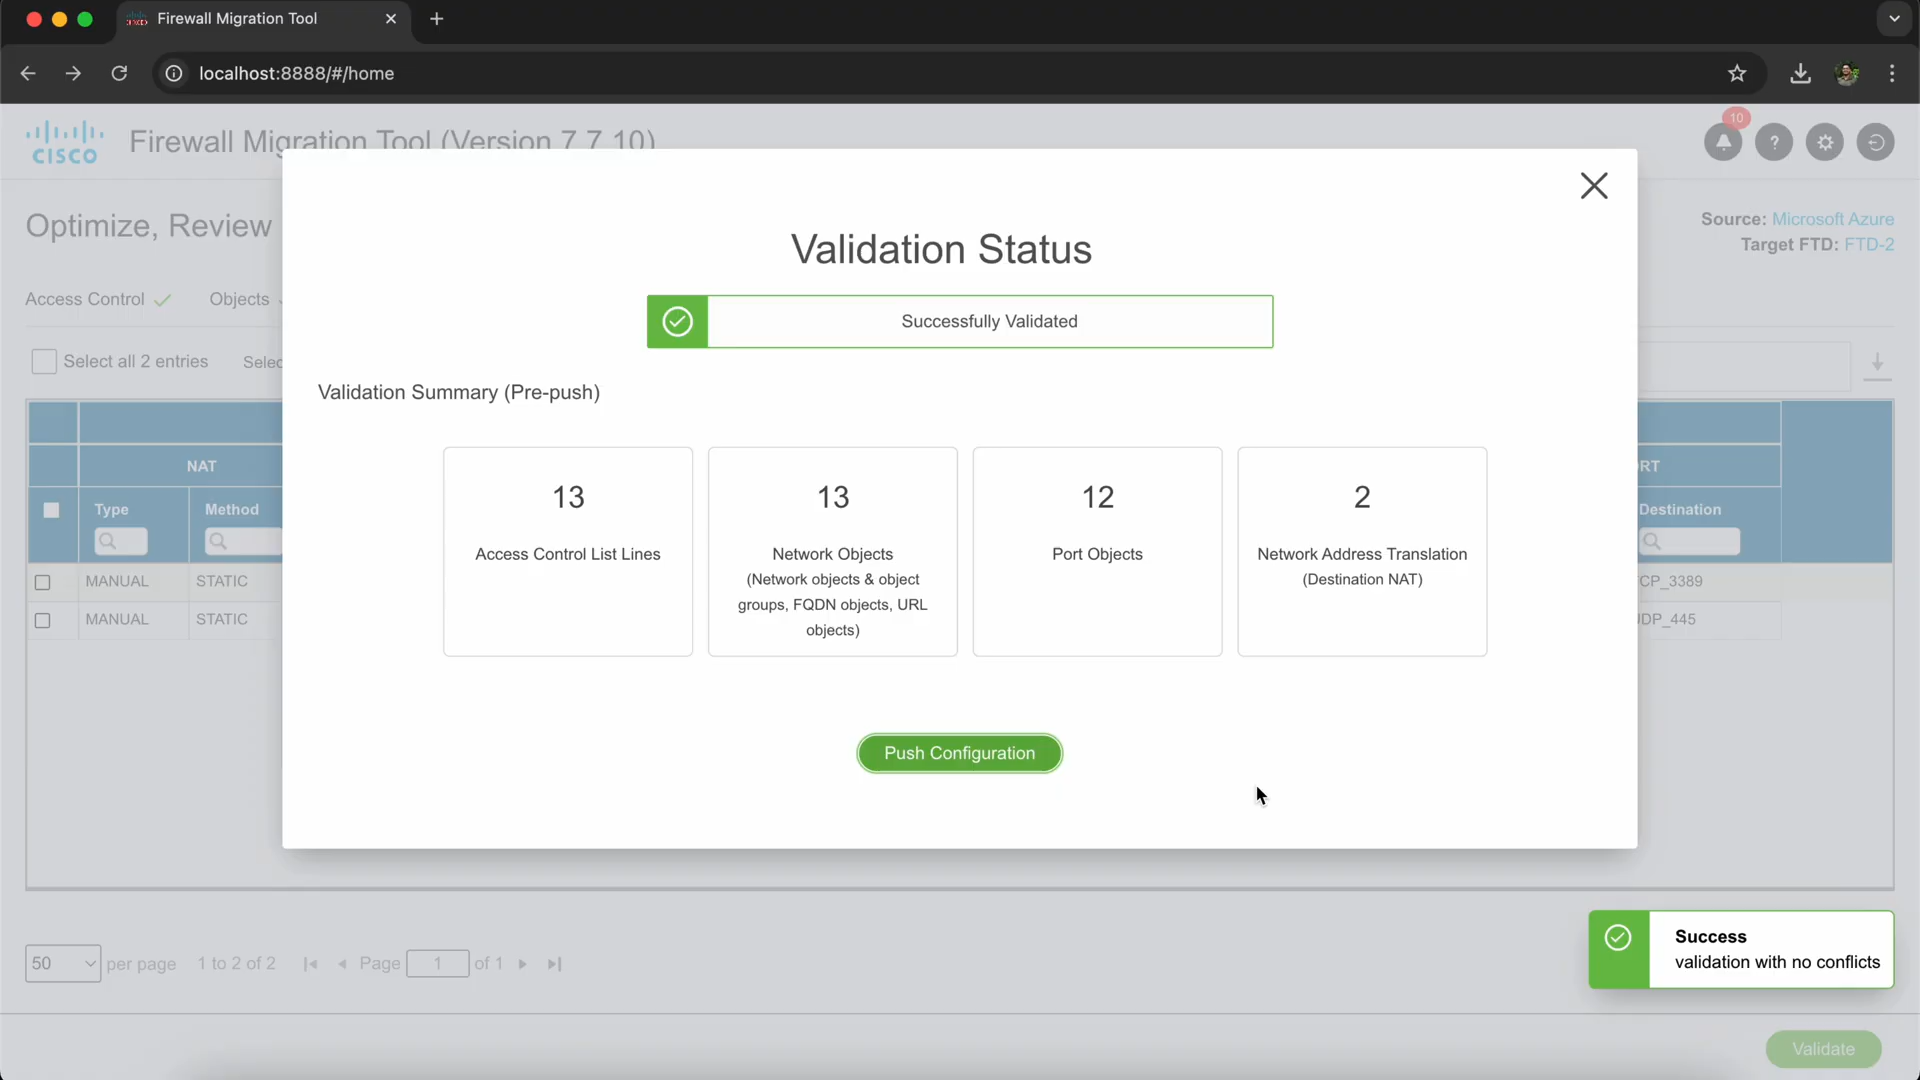 Firewall Migration Tool
localhost:8888/#/home
CISCO
Firewall Migration Tool (Version 7.7.10)
10
?
Optimize, Review
Source: Microsoft Azure
Target FTD: FTD-2
Validation Status
Access Control
Objects
Successfully Validated
Select all 2 entries
Selec
Validation Summary (Pre-push)
NAT
RT
Type
Method
Destination
13
Access Control List Lines
13
Network Objects
(Network objects & object
groups, FQDN objects, URL
objects)
12
Port Objects
2
Network Address Translation
(Destination NAT)
MANUAL STATIC CP_3389
MANUAL STATIC DP_445
Push Configuration
Success
validation with no conflicts
50 per page 1 to 2 of 2 Page 1 of 1
Validate